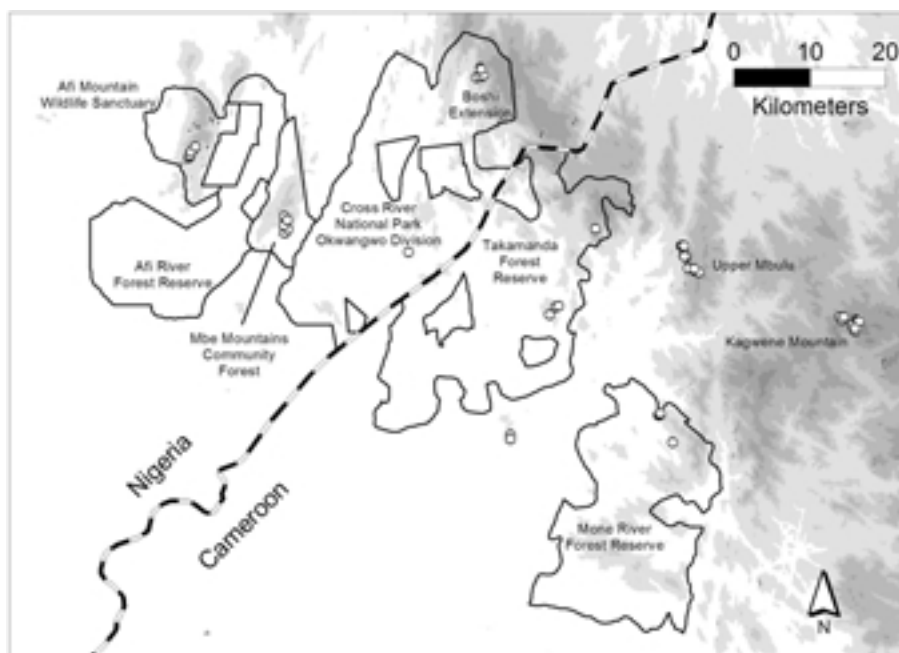 0 10 20
Kilometers
Afi Mountain
Wildlife Sanctuary
Boshi
Extension
Cross River
National Park
Okwangwo Division
Takamanda
Forest
Reserve
Upper Mbulu
Afi River
Forest Reserve
Mbe Mountains
Community
Forest
Kagwene Mountain
Nigeria
Cameroon
Mone River
Forest Reserve
N